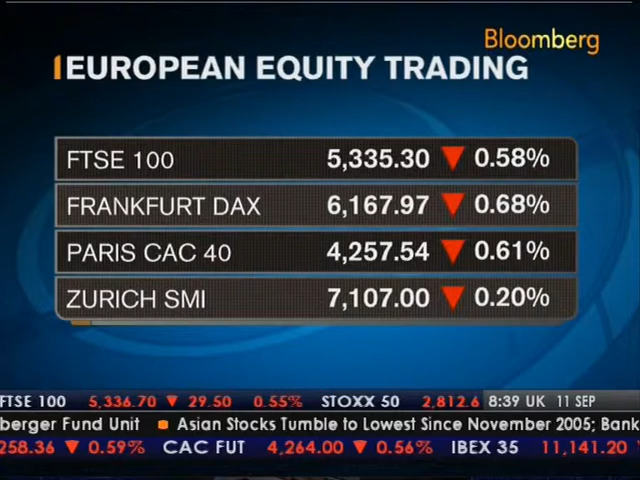 Bloomberg
EUROPEAN EQUITY TRADING
FTSE 100 5,335.30 ▼ 0.58%
FRANKFURT DAX 6,167.97 ▼ 0.68%
PARIS CAC 40 4,257.54 ▼ 0.61%
ZURICH SMI 7,107.00 ▼ 0.20%
FTSE 100 5,336.70 ▼ 29.50 0.55% STOXX 50 2,812.6 8:39 UK 11 SEP
berger Fund Unit Asian Stocks Tumble to Lowest Since November 2005; Bank
258.36 ▼ 0.59% CAC FUT 4,264.00 ▼ 0.56% IBEX 35 11,141.20